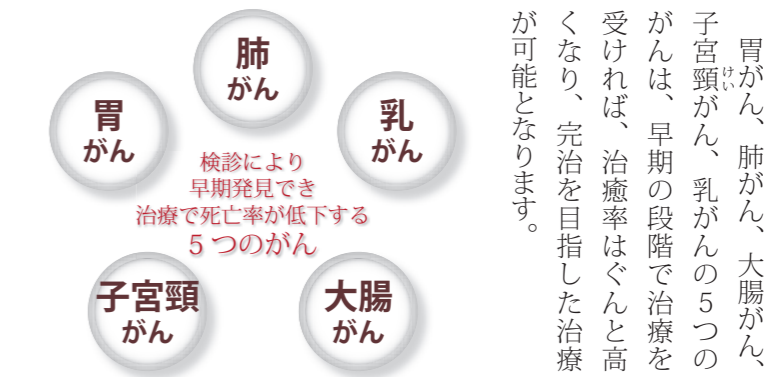 胃がん、肺がん、大腸がん、
子宮頸がん、乳がんの５つの
けい
がんは、早期の段階で治療を
受ければ、治癒率はぐんと高
くなり、完治を目指した治療
が可能となります。
肺
がん
胃
がん
乳
がん
検診により
早期発見でき
治療で死亡率が低下する
５つのがん
子宮頸
がん
大腸
がん